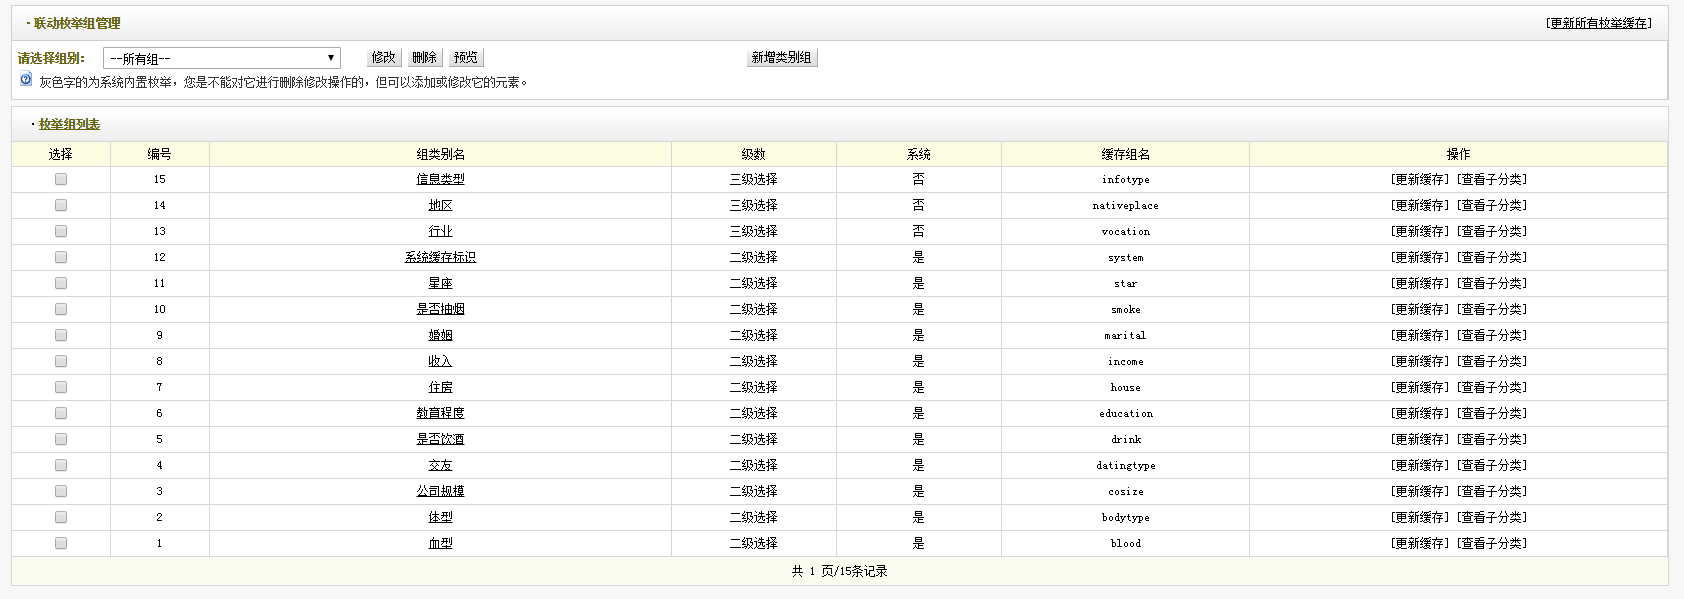 · 联动枚举组管理 [更新所有枚举缓存]
请选择组别: --所有组-- 修改 删除 预览 新增类别组
灰色字的为系统内置枚举，您是不能对它进行删除修改操作的，但可以添加或修改它的元素。
· 枚举组列表
选择 编号 组类别名 级数 系统 缓存组名 操作
15 信息类型 三级选择 否 infotype [更新缓存] [查看子分类]
14 地区 三级选择 否 nativeplace [更新缓存] [查看子分类]
13 行业 三级选择 否 vocation [更新缓存] [查看子分类]
12 系统缓存标识 二级选择 是 system [更新缓存] [查看子分类]
11 星座 二级选择 是 star [更新缓存] [查看子分类]
10 是否抽烟 二级选择 是 smoke [更新缓存] [查看子分类]
9 婚姻 二级选择 是 marital [更新缓存] [查看子分类]
8 收入 二级选择 是 income [更新缓存] [查看子分类]
7 住房 二级选择 是 house [更新缓存] [查看子分类]
6 教育程度 二级选择 是 education [更新缓存] [查看子分类]
5 是否饮酒 二级选择 是 drink [更新缓存] [查看子分类]
4 交友 二级选择 是 datingtype [更新缓存] [查看子分类]
3 公司规模 二级选择 是 cosize [更新缓存] [查看子分类]
2 体型 二级选择 是 bodytype [更新缓存] [查看子分类]
1 血型 二级选择 是 blood [更新缓存] [查看子分类]
共 1 页/15条记录